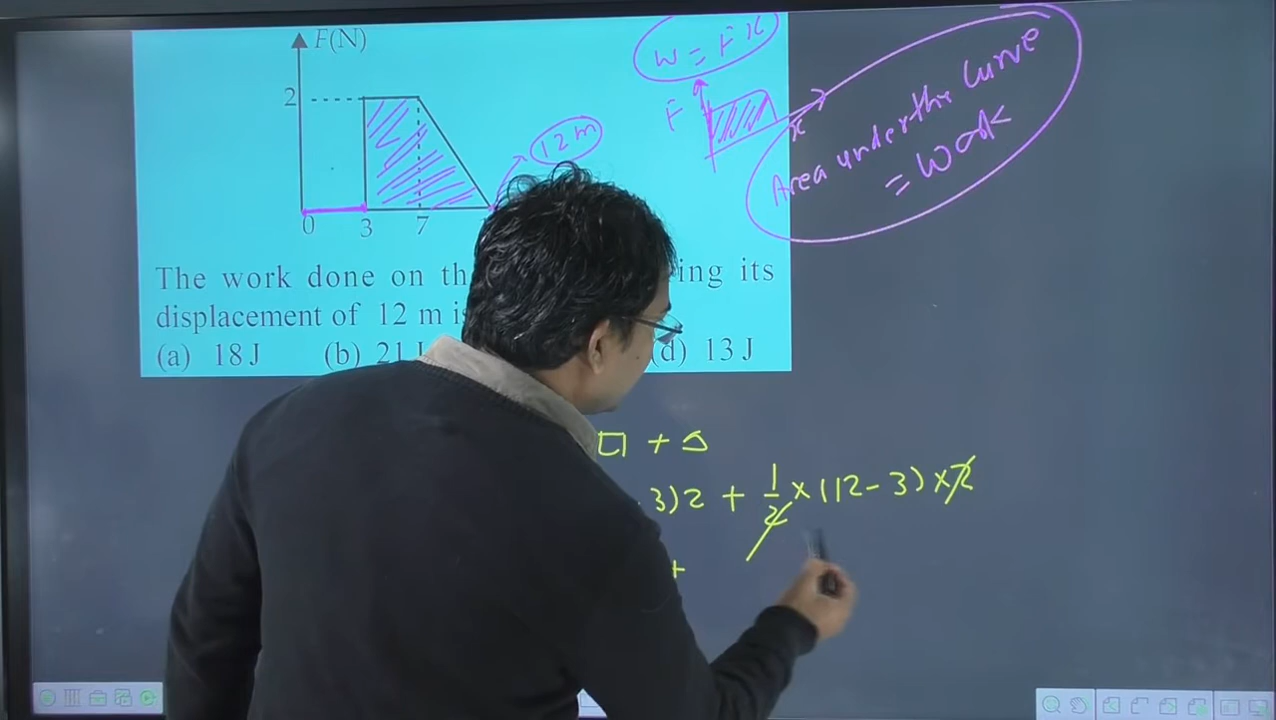 F(N)
2
12 m
0 3 7
The work done on th ing its
displacement of 12 m is
(a) 18 J (b) 21 J (d) 13 J
W = F x
F
x
Area under the Curve
= Work
□ + △
3)2 + 1/2 × (12 - 3) × 2
+